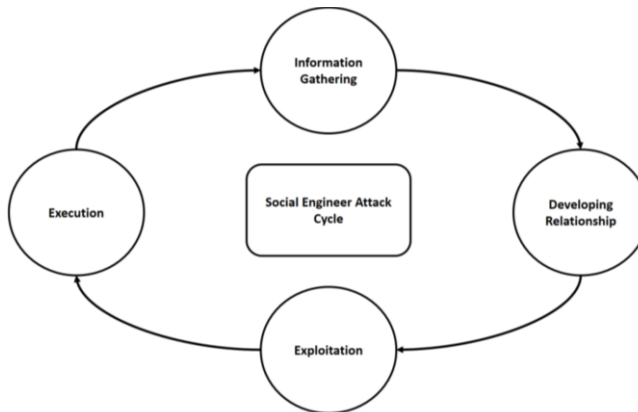 Information
Gathering
Social Engineer Attack
Cycle
Execution
Developing
Relationship
Exploitation